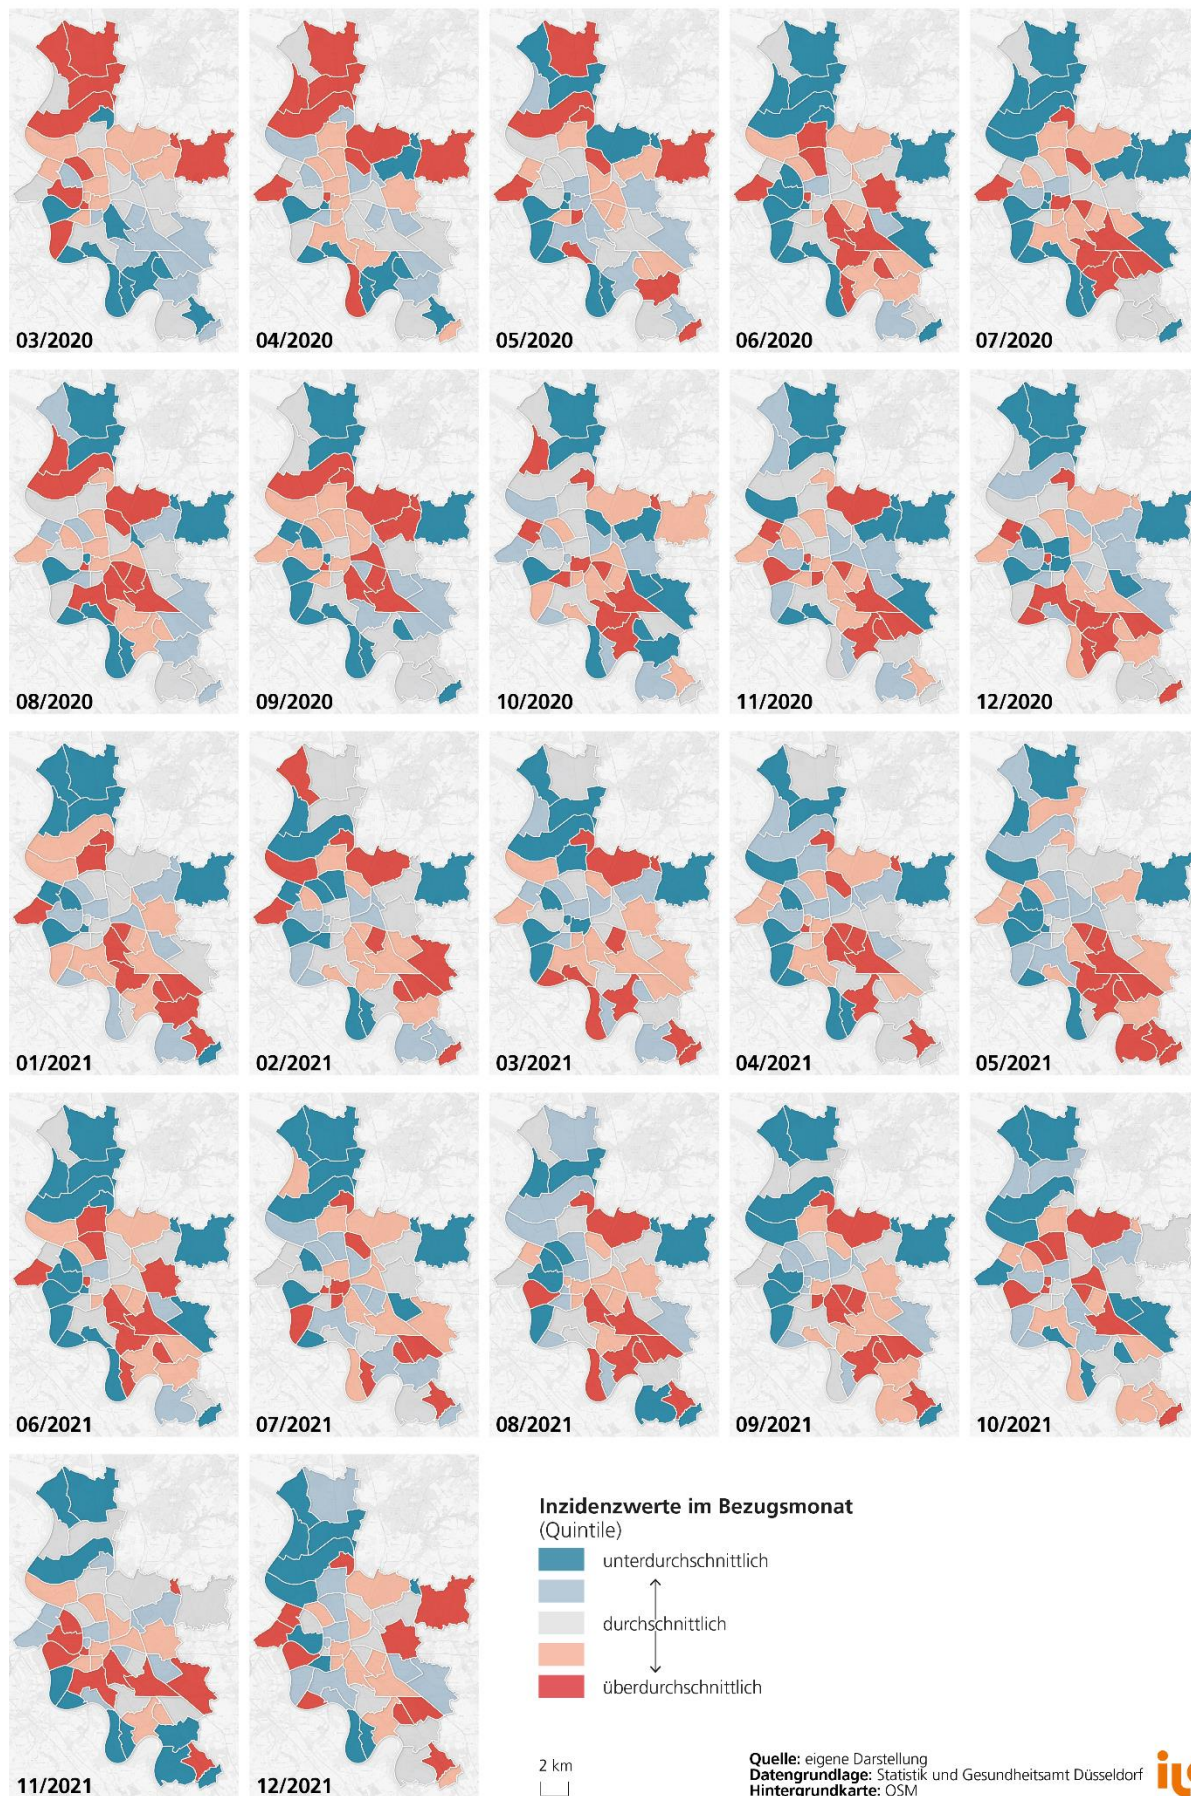 03/2020
04/2020
05/2020
06/2020
07/2020
08/2020
09/2020
10/2020
11/2020
12/2020
01/2021
02/2021
03/2021
04/2021
05/2021
06/2021
07/2021
08/2021
09/2021
10/2021
11/2021
12/2021
Inzidenzwerte im Bezugsmonat
(Quintile)
unterdurchschnittlich
durchschnittlich
überdurchschnittlich
2 km
Quelle: eigene Darstellung
Datengrundlage: Statistik und Gesundheitsamt Düsseldorf
Hintergrundkarte: OSM